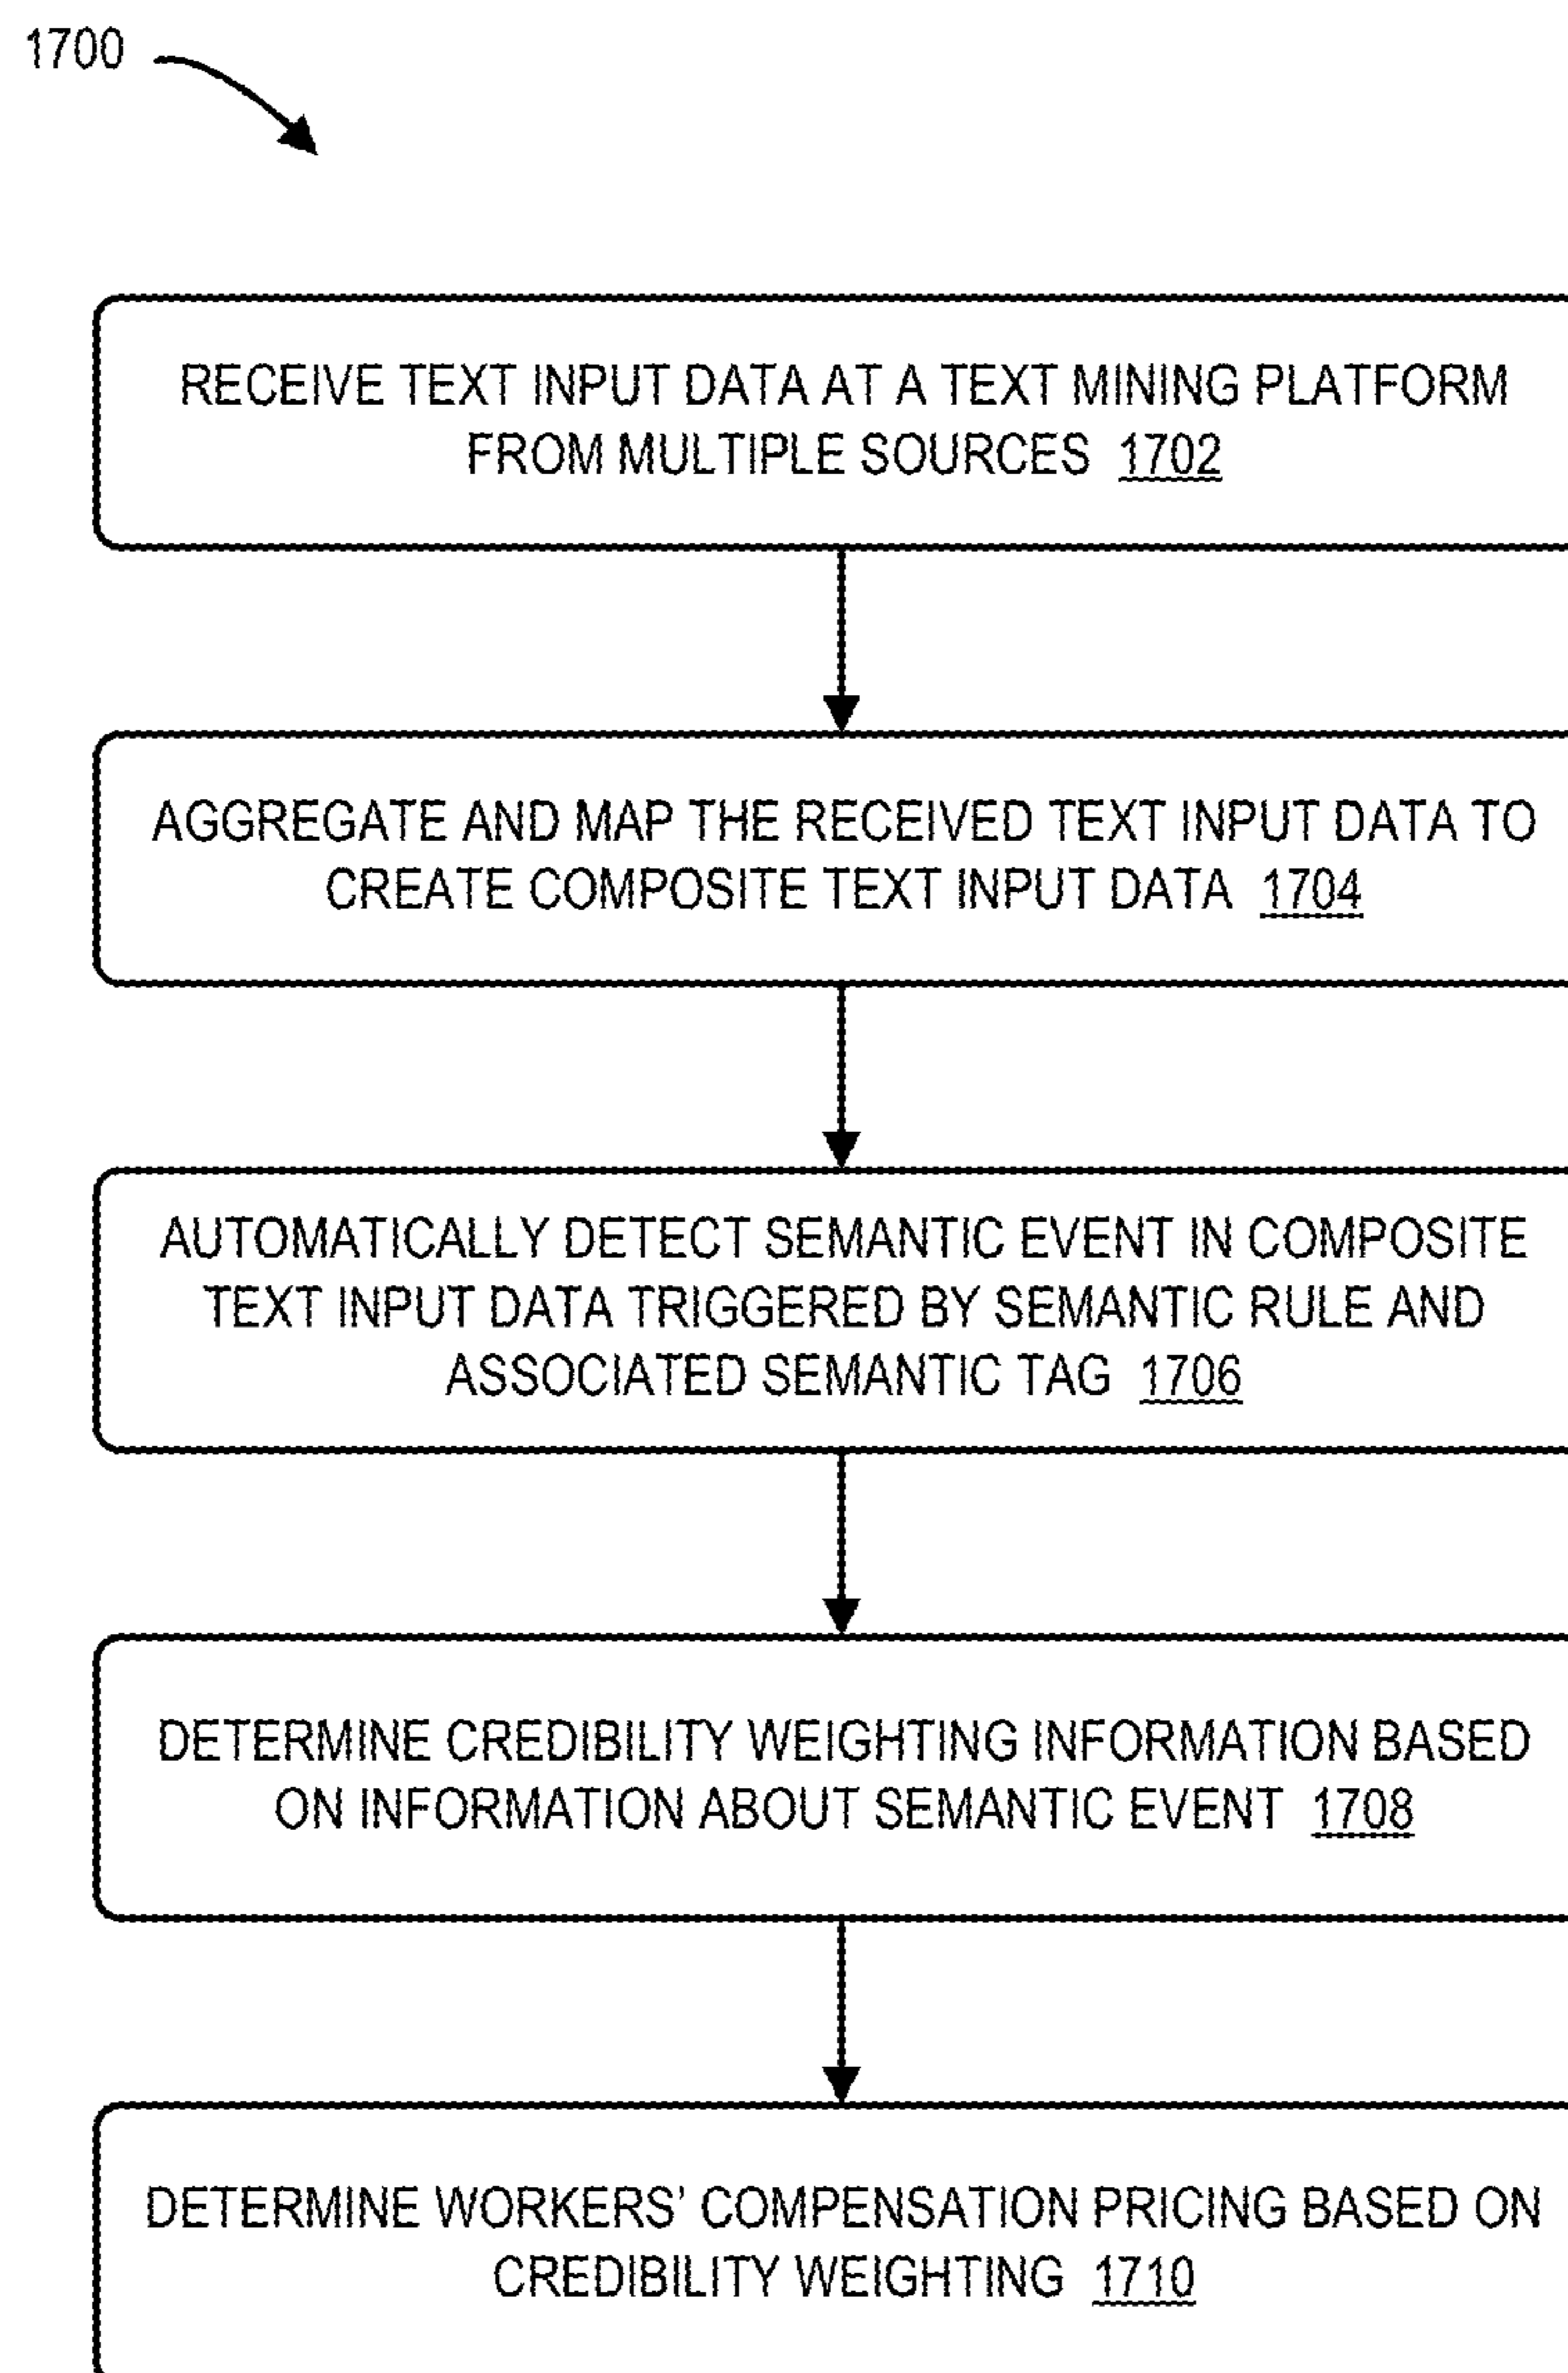 1700
RECEIVE TEXT INPUT DATA AT A TEXT MINING PLATFORM
FROM MULTIPLE SOURCES 1702
AGGREGATE AND MAP THE RECEIVED TEXT INPUT DATA TO
CREATE COMPOSITE TEXT INPUT DATA 1704
AUTOMATICALLY DETECT SEMANTIC EVENT IN COMPOSITE
TEXT INPUT DATA TRIGGERED BY SEMANTIC RULE AND
ASSOCIATED SEMANTIC TAG 1706
DETERMINE CREDIBILITY WEIGHTING INFORMATION BASED
ON INFORMATION ABOUT SEMANTIC EVENT 1708
DETERMINE WORKERS’ COMPENSATION PRICING BASED ON
CREDIBILITY WEIGHTING 1710